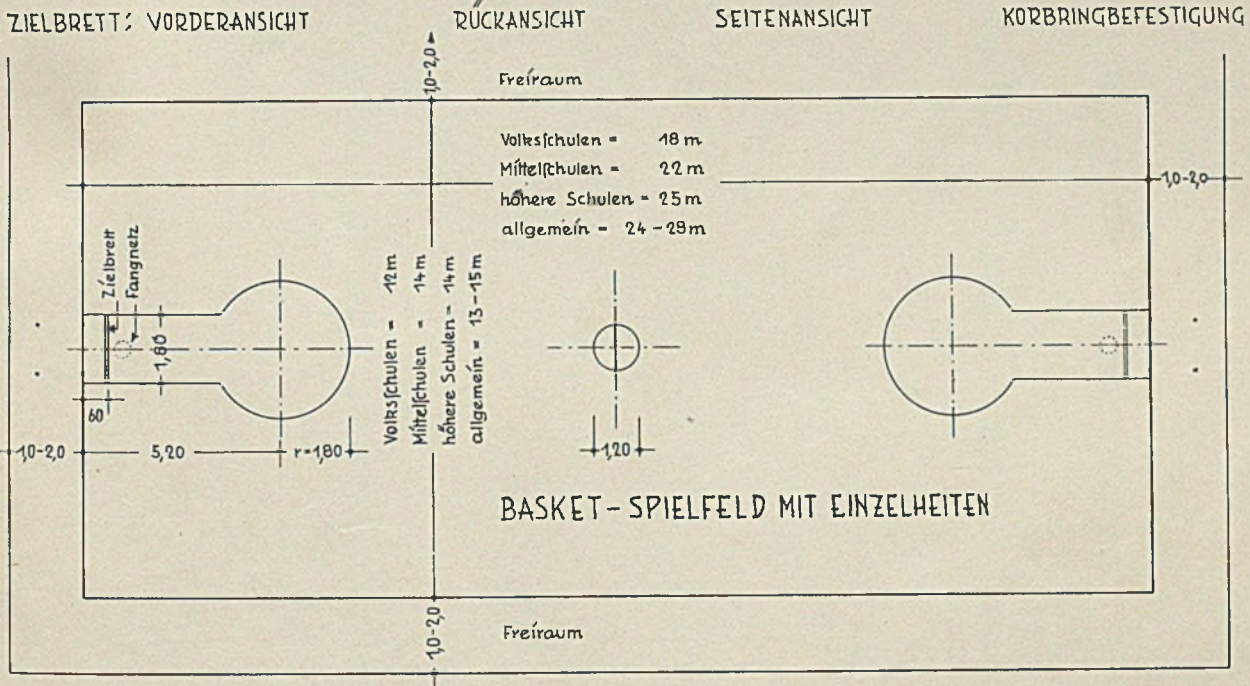 ZIELBRETT: VORDERANSICHT
RÜCKANSICHT
SEITENANSICHT
KORBRINGBEFESTIGUNG
1,0-2,0
Freiraum
Volksſchulen = 18 m
Mittelſchulen = 22 m
höhere Schulen = 25 m
allgemein = 24 – 28 m
1,0-2,0
Zielbrett
Fangnetz
1,80
60
1,0-2,0
5,20
r=1,80
Volksſchulen = 12 m
Mittelſchulen = 14 m
höhere Schulen = 14 m
allgemein = 13 – 15 m
1,20
BASKET – SPIELFELD MIT EINZELHEITEN
1,0-2,0
Freiraum